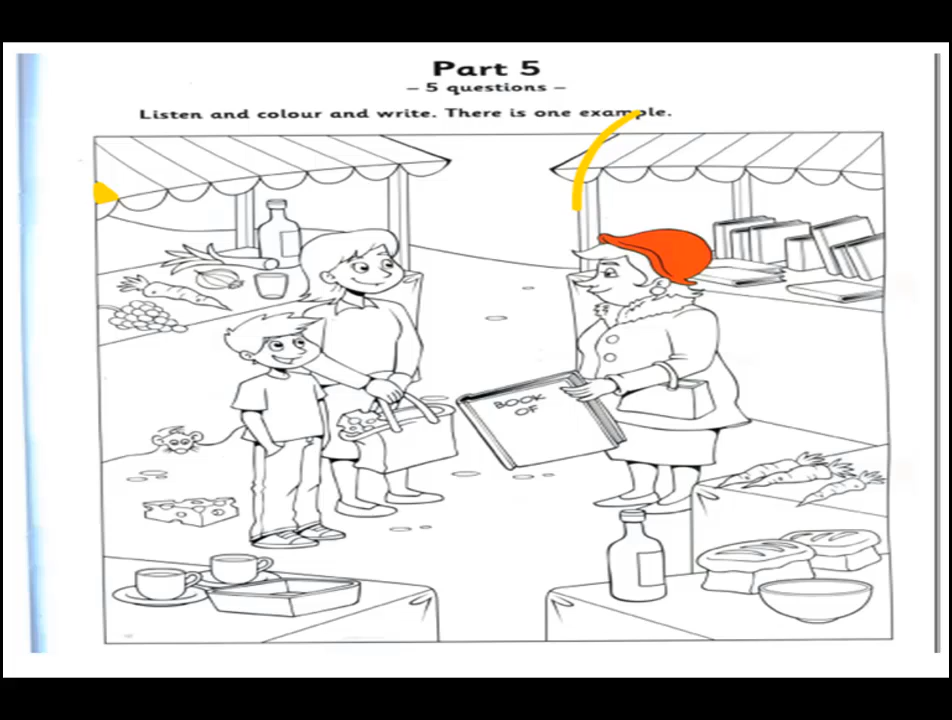 Part 5
– 5 questions –
Listen and colour and write. There is one example.
BOOK
OF